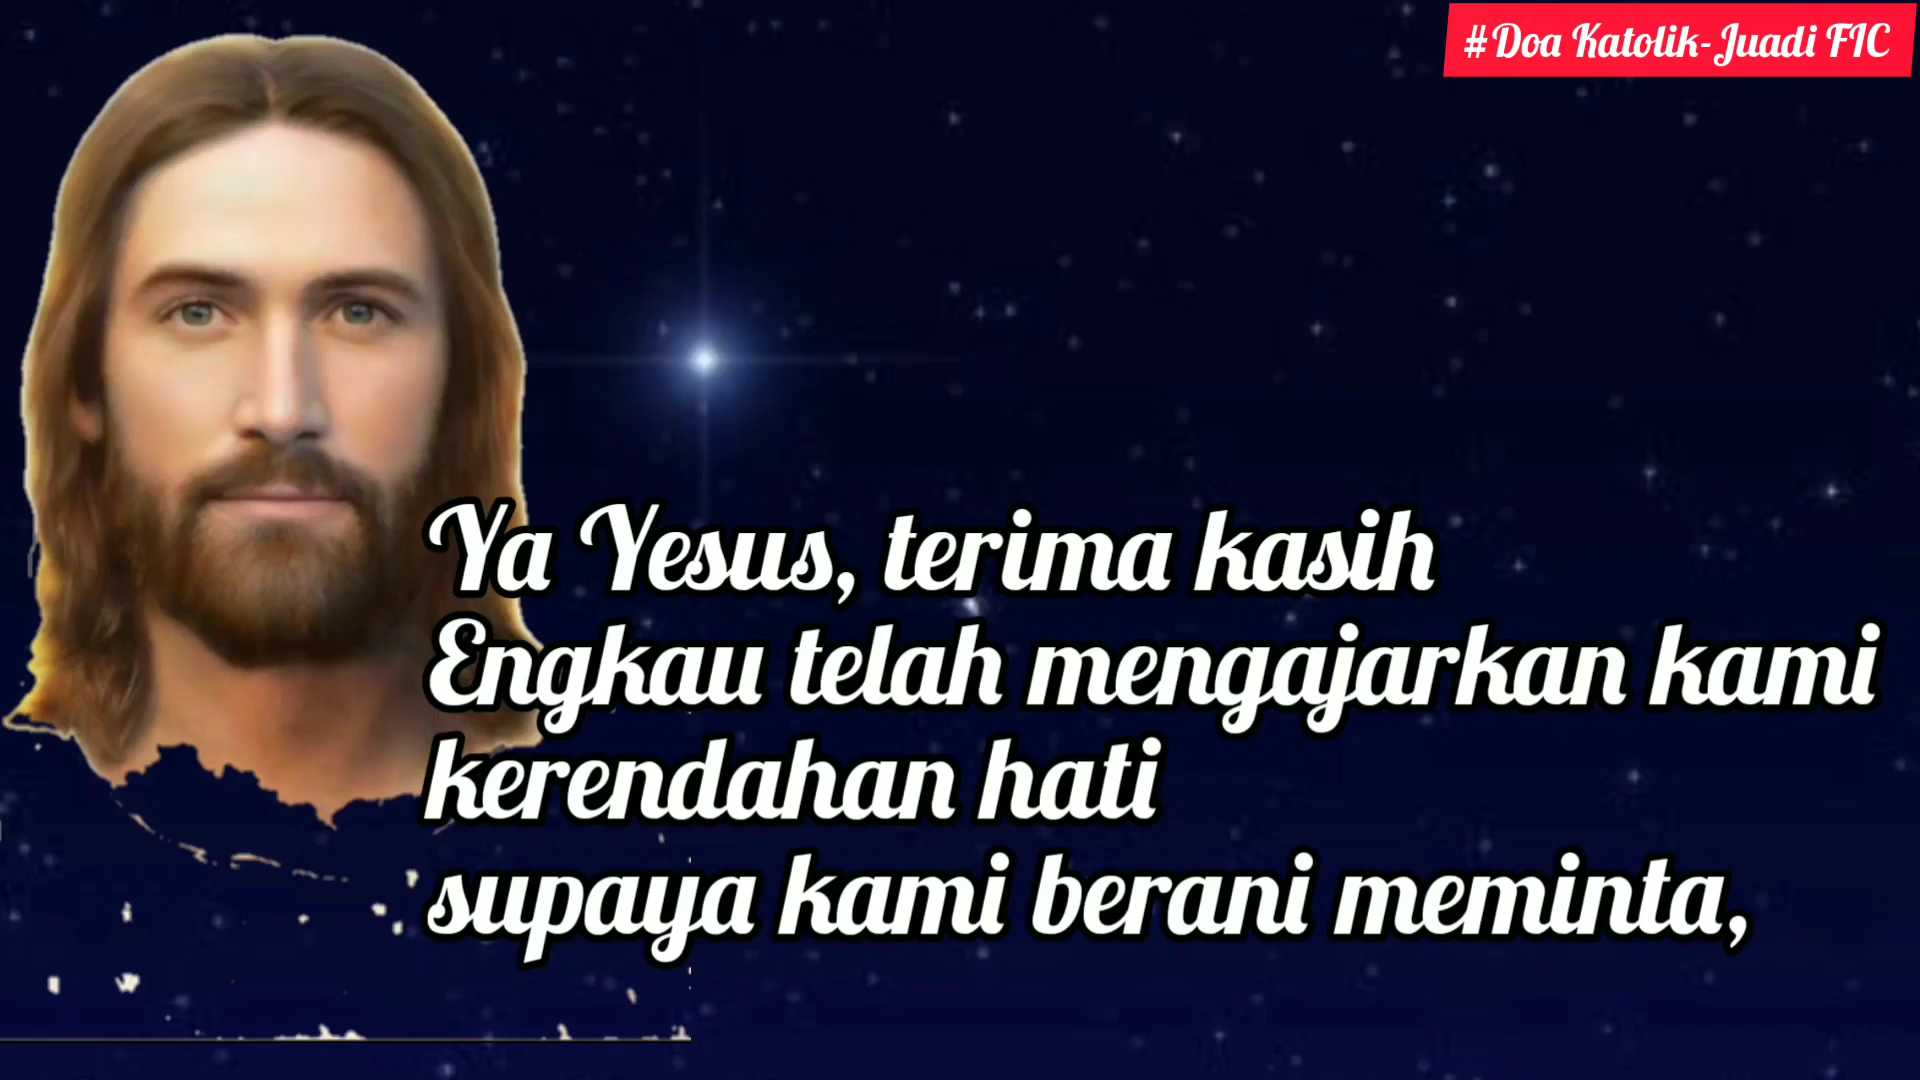 #Doa Katolik-Juadi FIC
Ya Yesus, terima kasih
Engkau telah mengajarkan kami
kerendahan hati
supaya kami berani meminta,